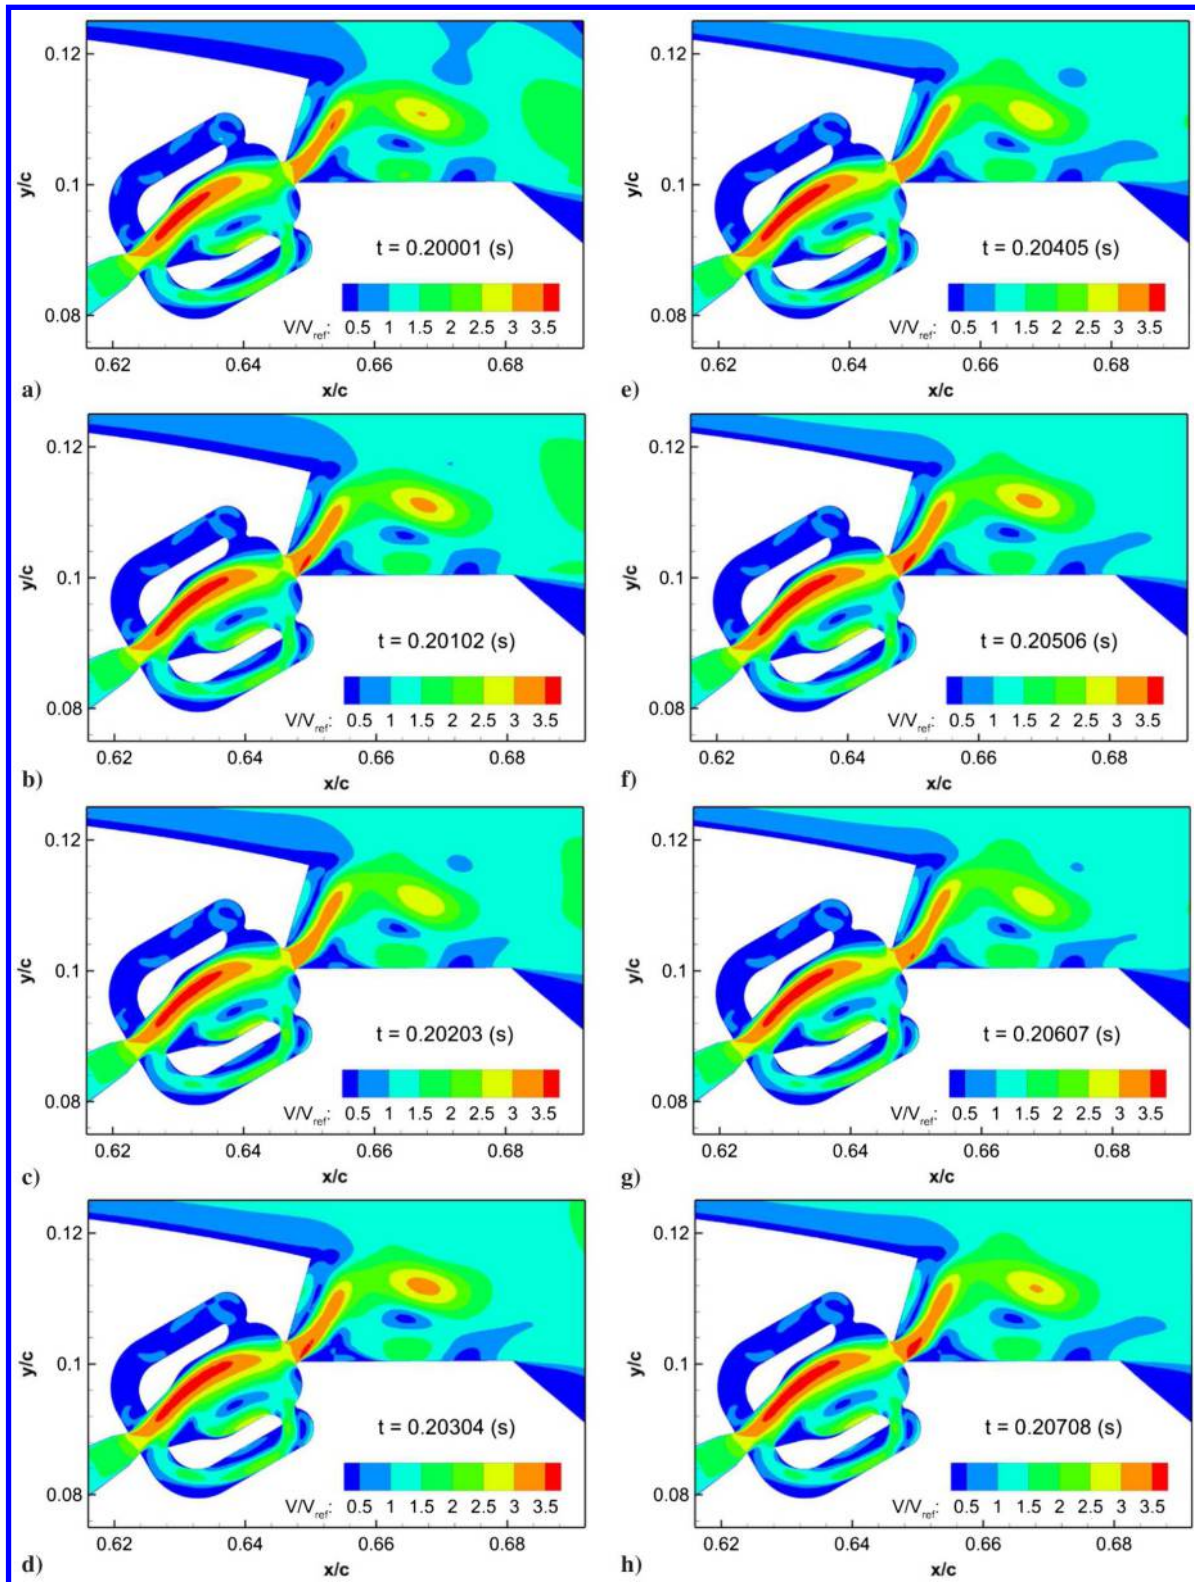 0.12
0.1
0.08
y/c
t = 0.20001 (s)
V/Vref: 0.5 1 1.5 2 2.5 3 3.5
0.62 0.64 0.66 0.68
x/c
a)
0.12
0.1
0.08
y/c
t = 0.20102 (s)
V/Vref: 0.5 1 1.5 2 2.5 3 3.5
0.62 0.64 0.66 0.68
x/c
b)
0.12
0.1
0.08
y/c
t = 0.20203 (s)
V/Vref: 0.5 1 1.5 2 2.5 3 3.5
0.62 0.64 0.66 0.68
x/c
c)
0.12
0.1
0.08
y/c
t = 0.20304 (s)
V/Vref: 0.5 1 1.5 2 2.5 3 3.5
0.62 0.64 0.66 0.68
x/c
d)
0.12
0.1
0.08
y/c
t = 0.20405 (s)
V/Vref: 0.5 1 1.5 2 2.5 3 3.5
0.62 0.64 0.66 0.68
x/c
e)
0.12
0.1
0.08
y/c
t = 0.20506 (s)
V/Vref: 0.5 1 1.5 2 2.5 3 3.5
0.62 0.64 0.66 0.68
x/c
f)
0.12
0.1
0.08
y/c
t = 0.20607 (s)
V/Vref: 0.5 1 1.5 2 2.5 3 3.5
0.62 0.64 0.66 0.68
x/c
g)
0.12
0.1
0.08
y/c
t = 0.20708 (s)
V/Vref: 0.5 1 1.5 2 2.5 3 3.5
0.62 0.64 0.66 0.68
x/c
h)